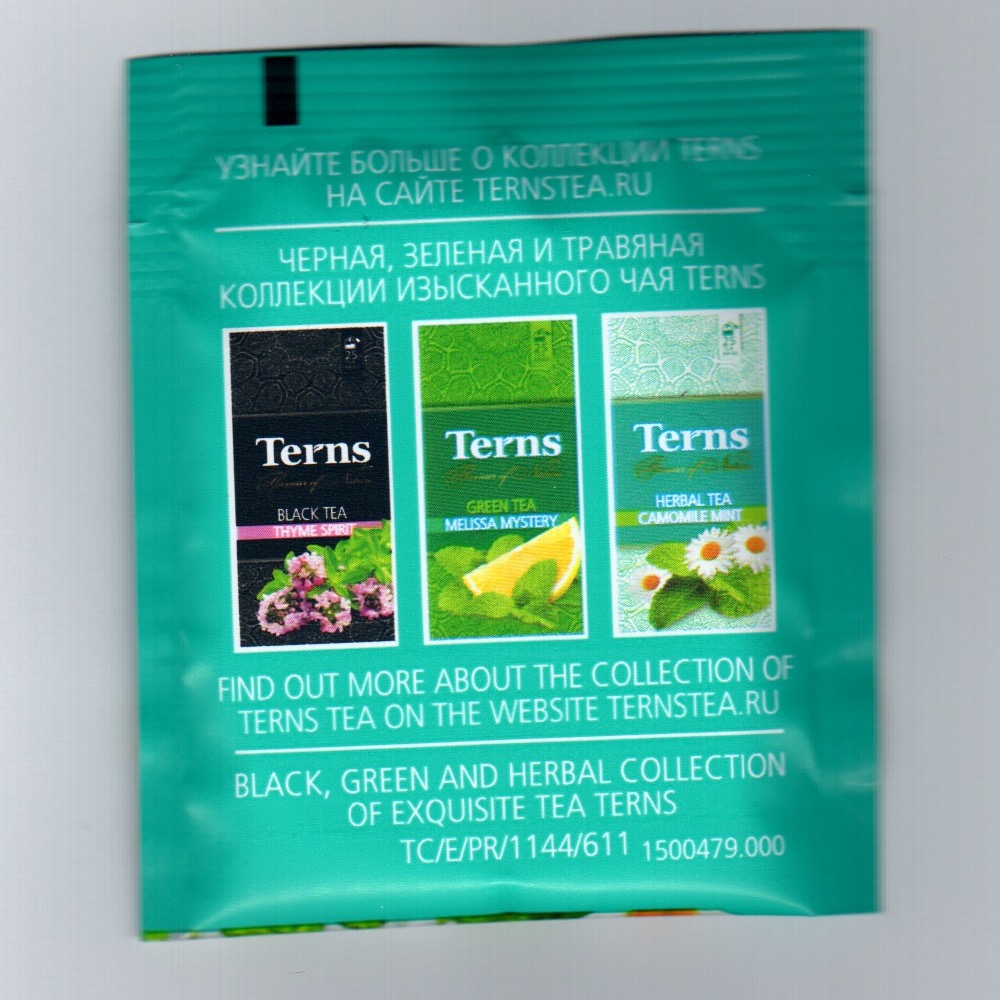 УЗНАЙТЕ БОЛЬШЕ О КОЛЛЕКЦИИ TERNS
НА САЙТЕ TERNSTEA.RU
ЧЕРНАЯ, ЗЕЛЕНАЯ И ТРАВЯНАЯ
КОЛЛЕКЦИИ ИЗЫСКАННОГО ЧАЯ TERNS
25
Terns
BLACK TEA
THYME SPIRIT
25
Terns
GREEN TEA
MELISSA MYSTERY
25
Terns
HERBAL TEA
CAMOMILE MINT
FIND OUT MORE ABOUT THE COLLECTION OF
TERNS TEA ON THE WEBSITE TERNSTEA.RU
BLACK, GREEN AND HERBAL COLLECTION
OF EXQUISITE TEA TERNS
TC/E/PR/1144/611 1500479.000